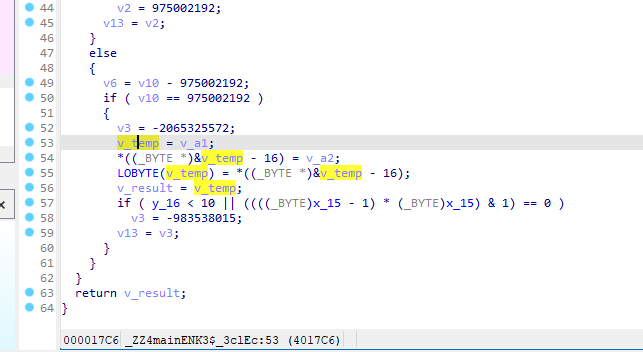 44 v2 = 975002192;
45 v13 = v2;
46 }
47 else
48 {
49 v6 = v10 - 975002192;
50 if ( v10 == 975002192 )
51 {
52 v3 = -2065325572;
53 v_temp = v_a1;
54 *((_BYTE *)&v_temp - 16) = v_a2;
55 LOBYTE(v_temp) = *((_BYTE *)&v_temp - 16);
56 v_result = v_temp;
57 if ( y_16 < 10 || ((((_BYTE)x_15 - 1) * (_BYTE)x_15) & 1) == 0 )
58 v3 = -983538015;
59 v13 = v3;
60 }
61 }
62 }
63 return v_result;
64 }
000017C6 _ZZ4mainENK3$_3clEc:53 (4017C6)